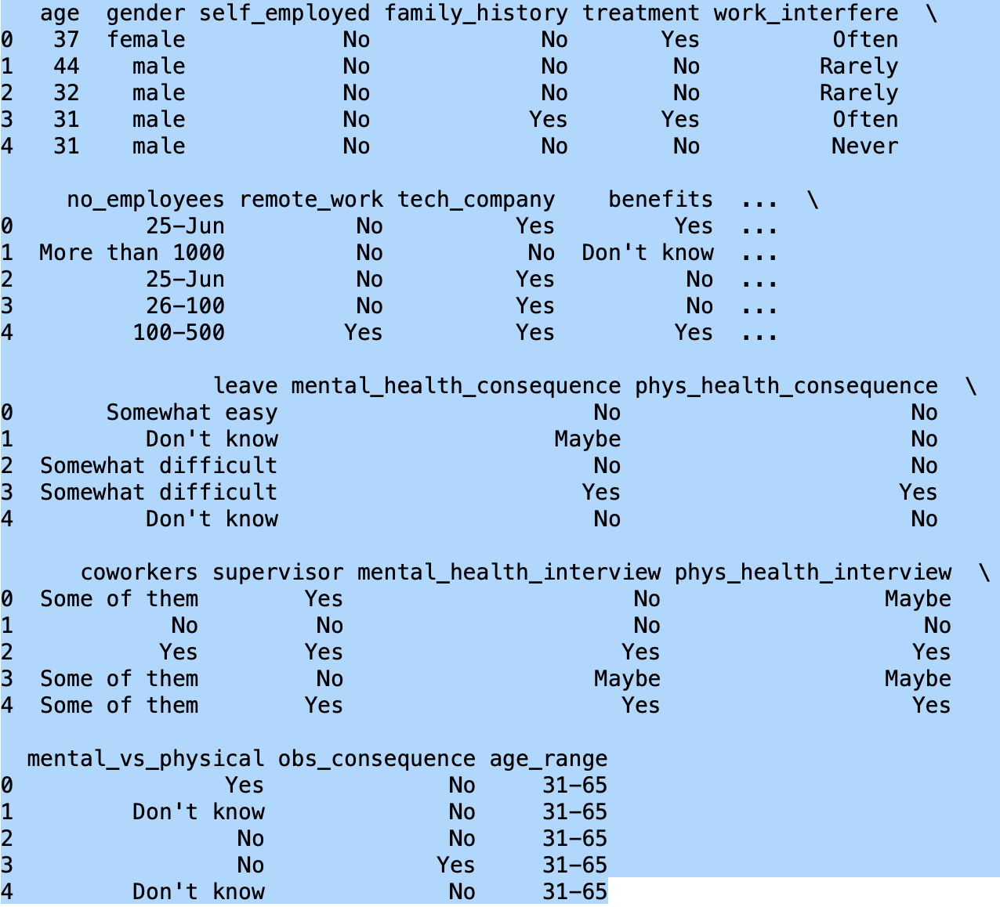 age  gender self_employed family_history treatment work_interfere  \
0   37  female            No             No       Yes          Often
1   44    male            No             No        No         Rarely
2   32    male            No             No        No         Rarely
3   31    male            No            Yes       Yes          Often
4   31    male            No             No        No          Never

     no_employees remote_work tech_company    benefits  ...  \
0          25-Jun          No          Yes         Yes  ...
1  More than 1000          No           No  Don't know  ...
2          25-Jun          No          Yes          No  ...
3          26-100          No          Yes          No  ...
4         100-500         Yes          Yes         Yes  ...

                leave mental_health_consequence phys_health_consequence  \
0       Somewhat easy                        No                      No
1          Don't know                     Maybe                      No
2  Somewhat difficult                        No                      No
3  Somewhat difficult                       Yes                     Yes
4          Don't know                        No                      No

      coworkers supervisor mental_health_interview phys_health_interview  \
0  Some of them        Yes                      No                 Maybe
1            No         No                      No                    No
2           Yes        Yes                     Yes                   Yes
3  Some of them         No                   Maybe                 Maybe
4  Some of them        Yes                     Yes                   Yes

  mental_vs_physical obs_consequence age_range
0                Yes              No     31-65
1         Don't know              No     31-65
2                 No              No     31-65
3                 No             Yes     31-65
4         Don't know              No     31-65